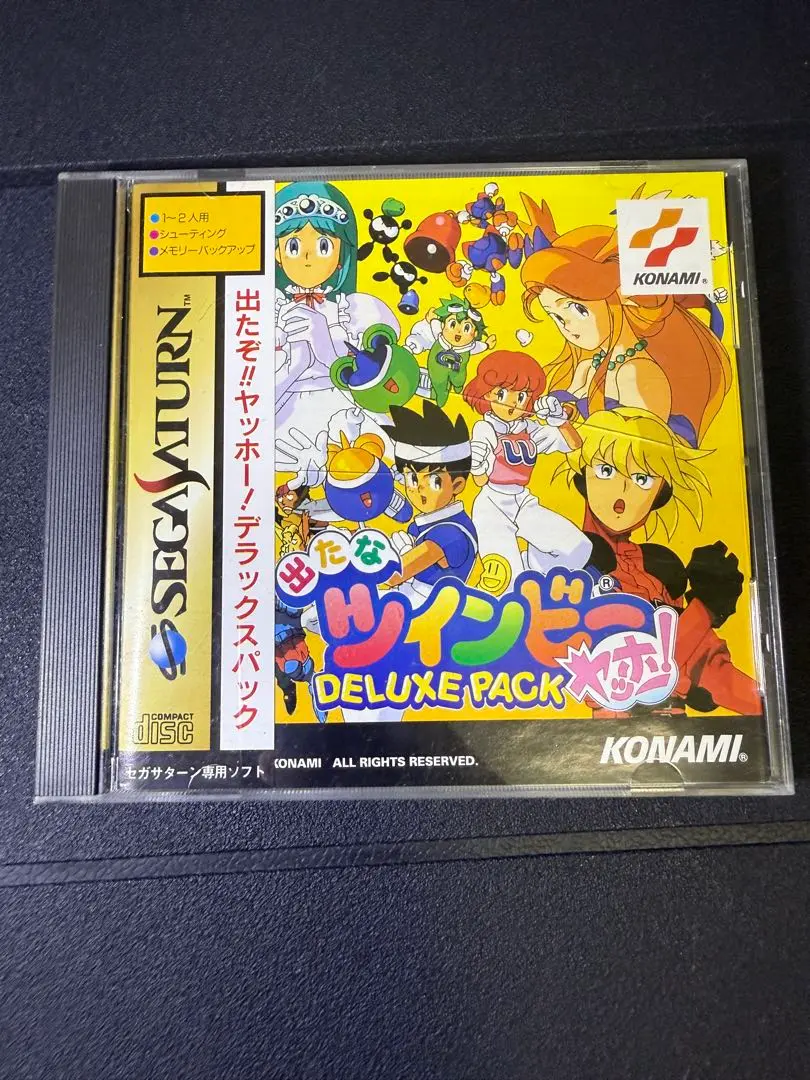 1〜2人用
シューティング
メモリーバックアップ
SEGA SATURN™
出たぞ!!ヤッホー!デラックスパック
COMPACT
disc
セガサターン専用ソフト
KONAMI®
出たな
ツインビー®
ヤッホー!
DELUXE PACK
KONAMI ALL RIGHTS RESERVED.
KONAMI®